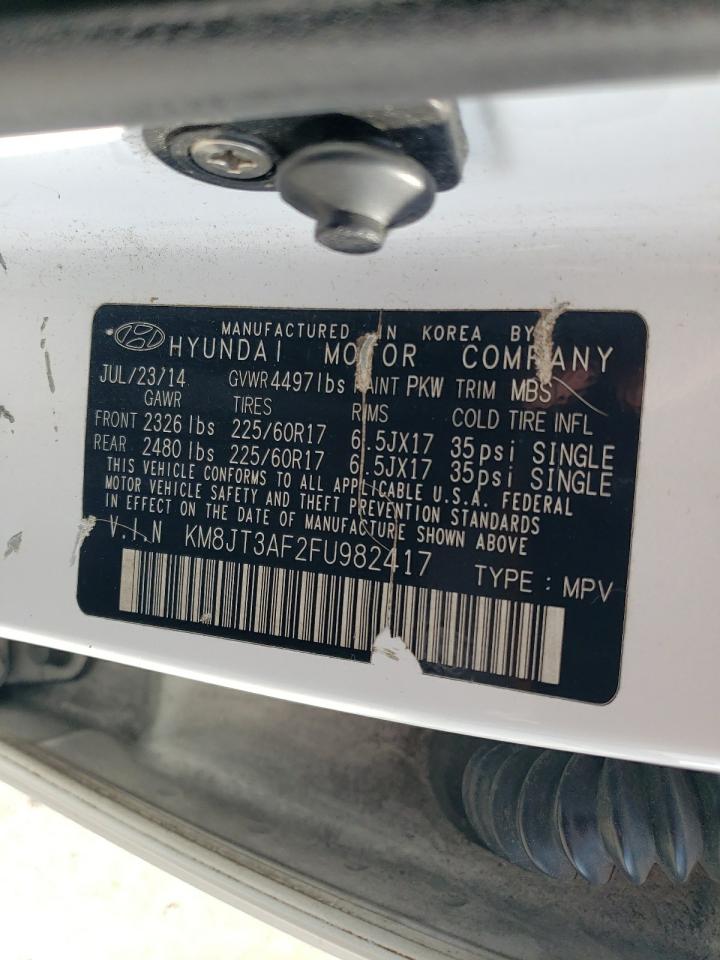 MANUFACTURED IN KOREA BY
HYUNDAI MOTOR COMPANY
JUL/23/14 GVWR 4497lbs PAINT PKW TRIM MBS
GAWR TIRES RIMS COLD TIRE INFL
FRONT 2326 lbs 225/60R17 6.5JX17 35psi SINGLE
REAR 2480 lbs 225/60R17 6.5JX17 35psi SINGLE
THIS VEHICLE CONFORMS TO ALL APPLICABLE U.S.A. FEDERAL
MOTOR VEHICLE SAFETY AND THEFT PREVENTION STANDARDS
IN EFFECT ON THE DATE OF MANUFACTURE SHOWN ABOVE
V.I.N KM8JT3AF2FU982417 TYPE : MPV